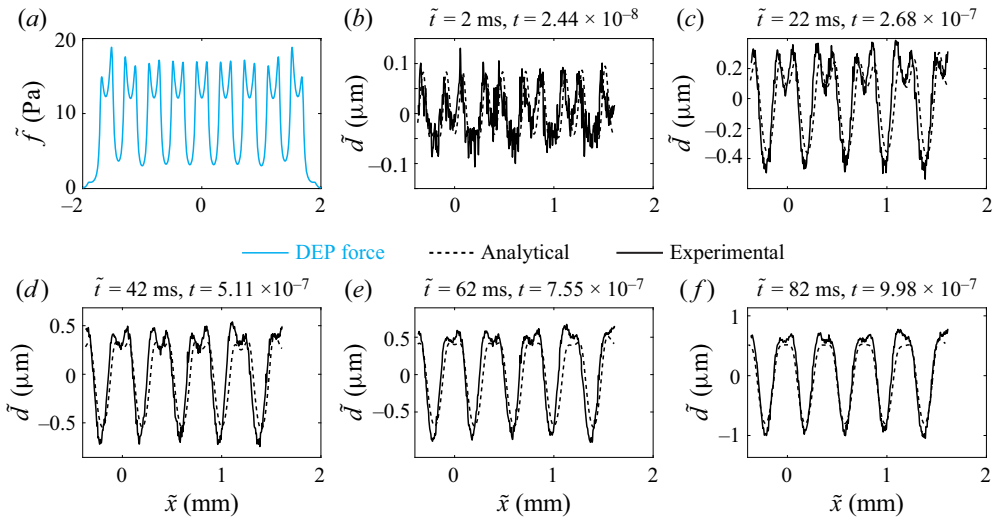 (a)
20
10
0
f̃ (Pa)
−2
0
2
(b)
t̃ = 2 ms, t = 2.44 × 10⁻⁸
0.1
0
−0.1
d̃ (μm)
0
1
2
(c)
t̃ = 22 ms, t = 2.68 × 10⁻⁷
0.2
0
−0.4
d̃ (μm)
0
1
2
DEP force
Analytical
Experimental
(d)
t̃ = 42 ms, t = 5.11 ×10⁻⁷
0.5
0
−0.5
d̃ (μm)
0
1
2
x̃ (mm)
(e)
t̃ = 62 ms, t = 7.55 × 10⁻⁷
0.5
0
−0.5
d̃ (μm)
0
1
2
x̃ (mm)
(f)
t̃ = 82 ms, t = 9.98 × 10⁻⁷
1
0
−1
d̃ (μm)
0
1
2
x̃ (mm)